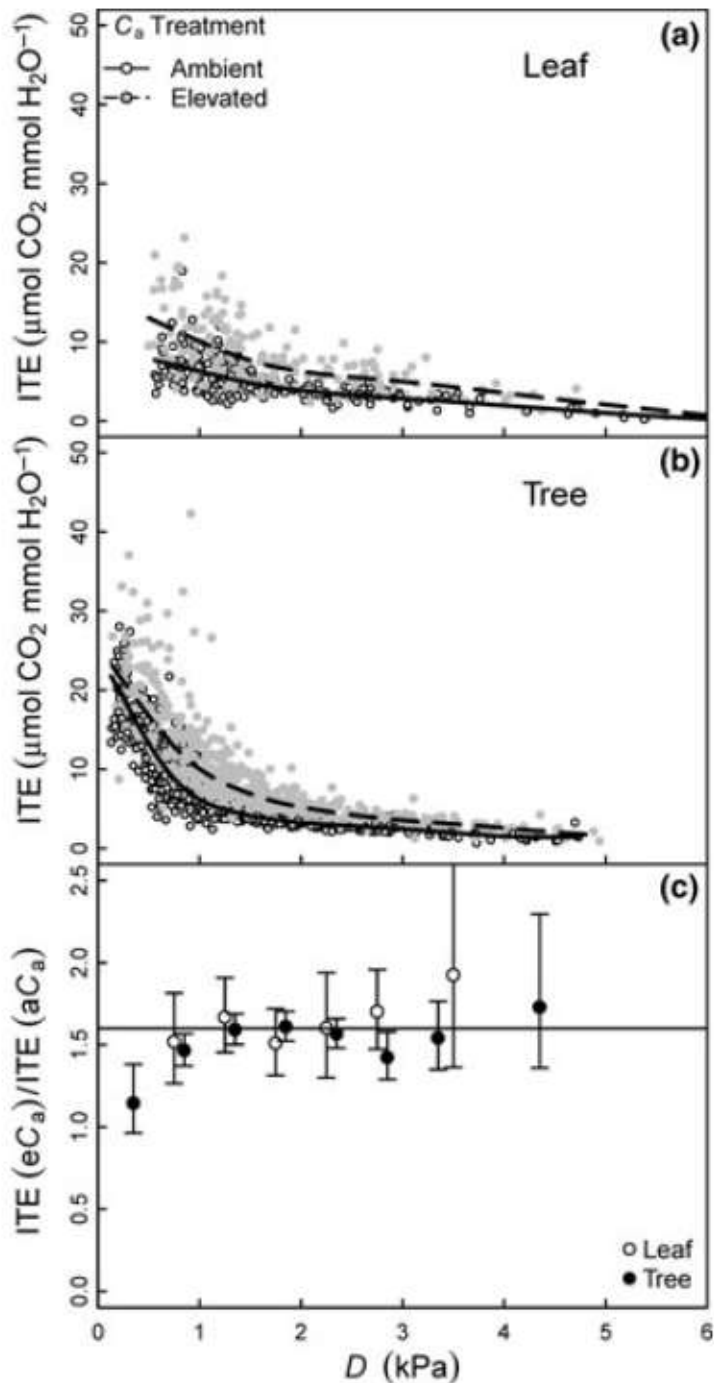 Cₐ Treatment
Ambient
Elevated
(a)
Leaf
ITE (μmol CO₂ mmol H₂O⁻¹)
50
40
30
20
10
0
(b)
Tree
ITE (μmol CO₂ mmol H₂O⁻¹)
50
40
30
20
10
0
(c)
ITE (eCₐ)/ITE (aCₐ)
2.5
2.0
1.5
1.0
0.5
0.0
Leaf
Tree
0 1 2 3 4 5 6
D (kPa)